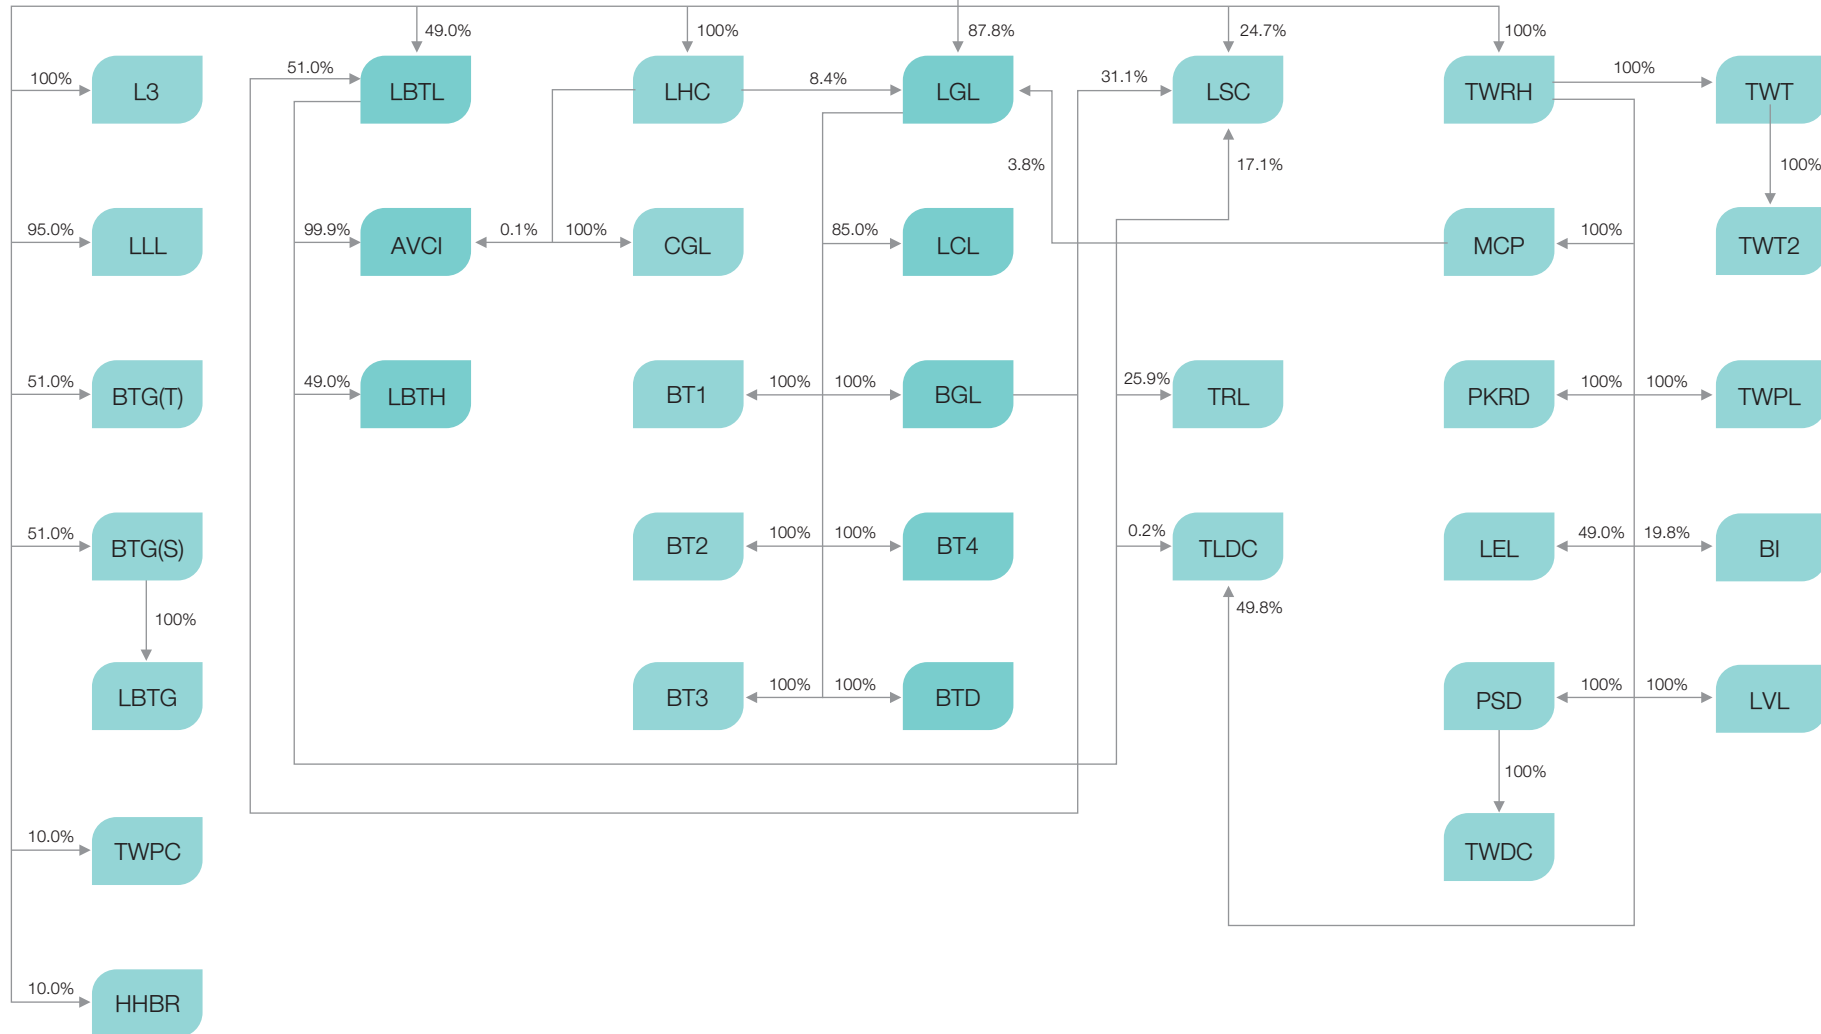 49.0%
100%
87.8%
24.7%
100%
100%
L3
51.0%
LBTL
LHC
8.4%
LGL
31.1%
LSC
TWRH
100%
TWT
3.8%
17.1%
100%
95.0%
LLL
99.9%
AVCI
0.1%
100%
CGL
85.0%
LCL
MCP
100%
TWT2
51.0%
BTG(T)
49.0%
LBTH
BT1
100%
100%
BGL
25.9%
TRL
PKRD
100%
100%
TWPL
51.0%
BTG(S)
BT2
100%
100%
BT4
0.2%
TLDC
LEL
49.0%
19.8%
BI
100%
49.8%
LBTG
BT3
100%
100%
BTD
PSD
100%
100%
LVL
100%
10.0%
TWPC
TWDC
10.0%
HHBR